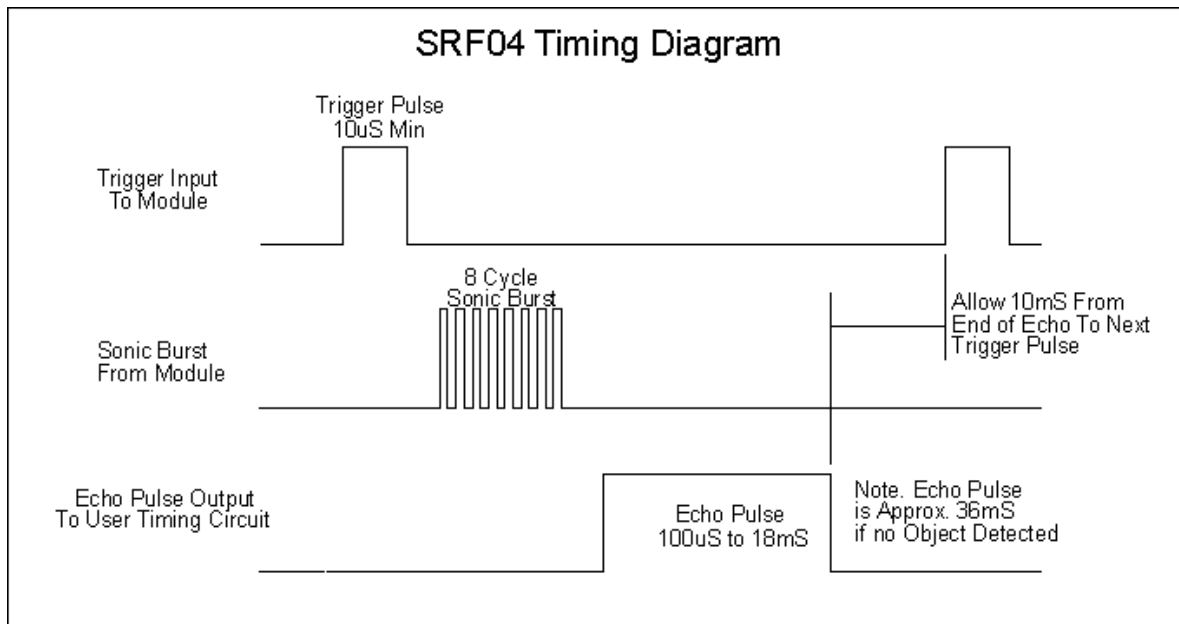 SRF04 Timing Diagram
Trigger Pulse
10uS Min
Trigger Input
To Module
8 Cycle
Sonic Burst
Allow 10mS From
End of Echo To Next
Trigger Pulse
Sonic Burst
From Module
Echo Pulse Output
To User Timing Circuit
Echo Pulse
100uS to 18mS
Note. Echo Pulse
is Approx. 36mS
if no Object Detected